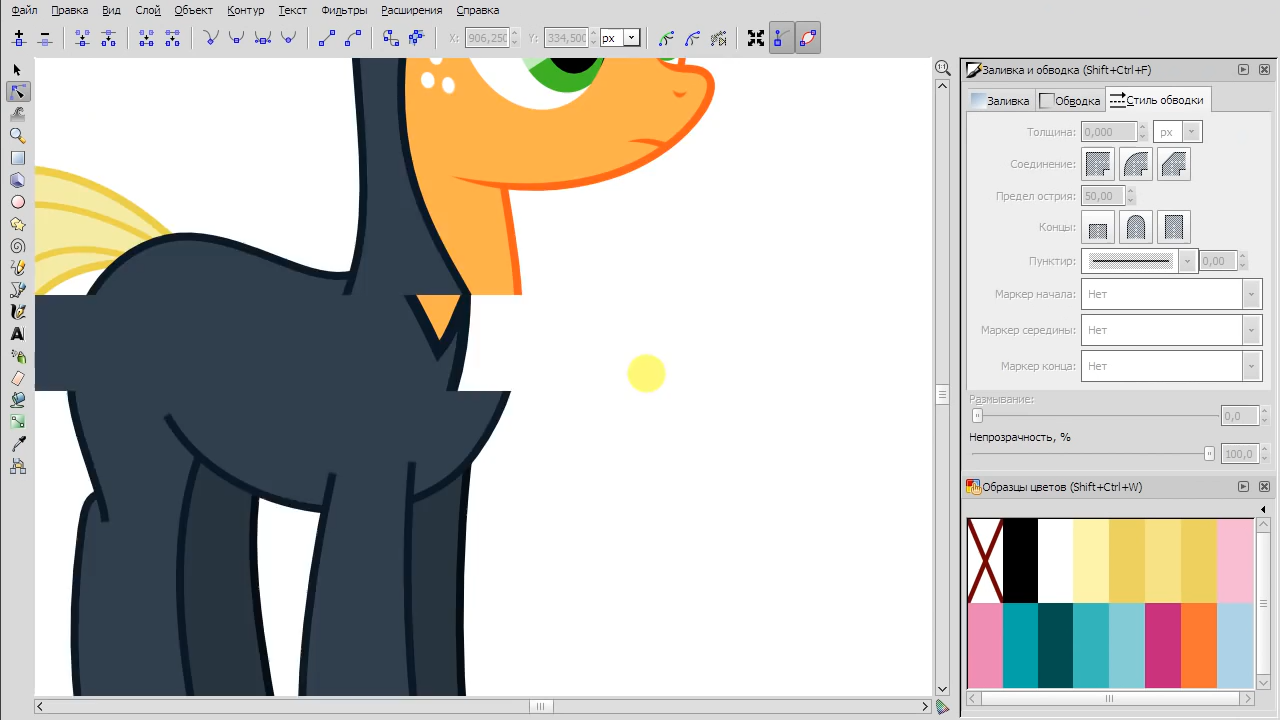 Файл Правка Вид Слой Объект Контур Текст Фильтры Расширения Справка
X: 906,250 Y: 334,500 px
Заливка и обводка (Shift+Ctrl+F)
Заливка Обводка Стиль обводки
Толщина: 0,000 px
Соединение:
Предел острия: 50,00
Концы:
Пунктир: 0,00
Маркер начала: Нет
Маркер середины: Нет
Маркер конца: Нет
Размывание:
0,0
Непрозрачность, %
100,0
Образцы цветов (Shift+Ctrl+W)